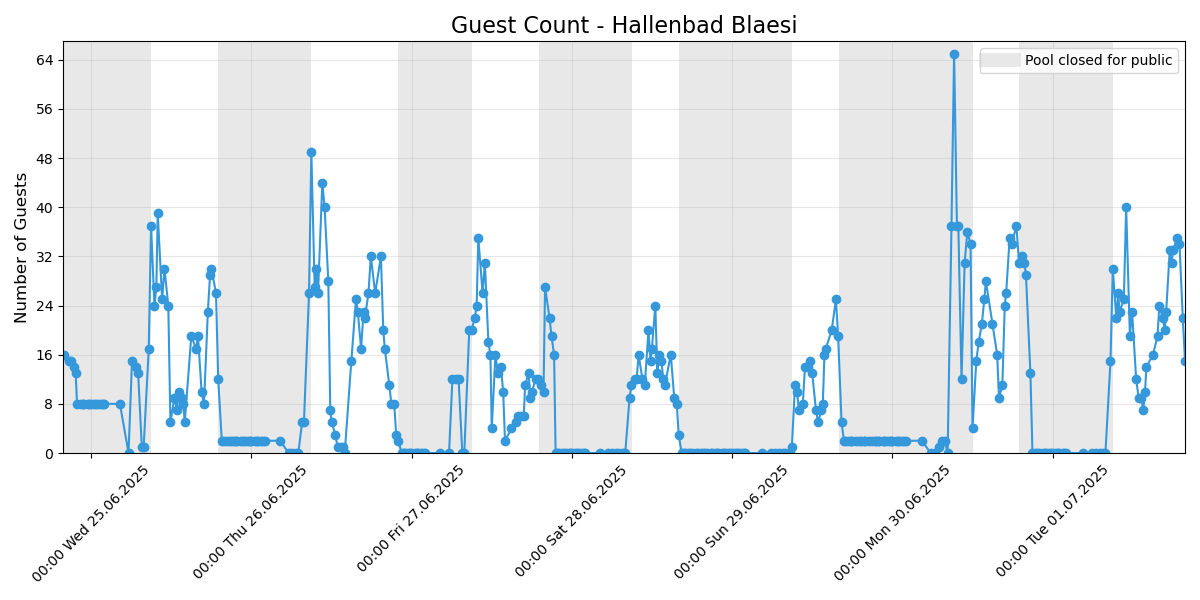 Guest Count - Hallenbad Blaesi
Pool closed for public
Number of Guests
64
56
48
40
32
24
16
8
0
00:00 Wed 25.06.2025
00:00 Thu 26.06.2025
00:00 Fri 27.06.2025
00:00 Sat 28.06.2025
00:00 Sun 29.06.2025
00:00 Mon 30.06.2025
00:00 Tue 01.07.2025